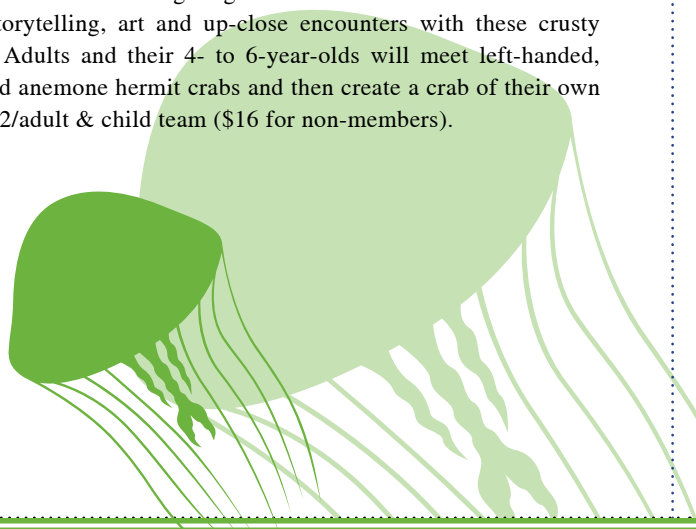 torytelling, art and up-close encounters with these crusty
Adults and their 4- to 6-year-olds will meet left-handed,
d anemone hermit crabs and then create a crab of their own
2/adult & child team ($16 for non-members).